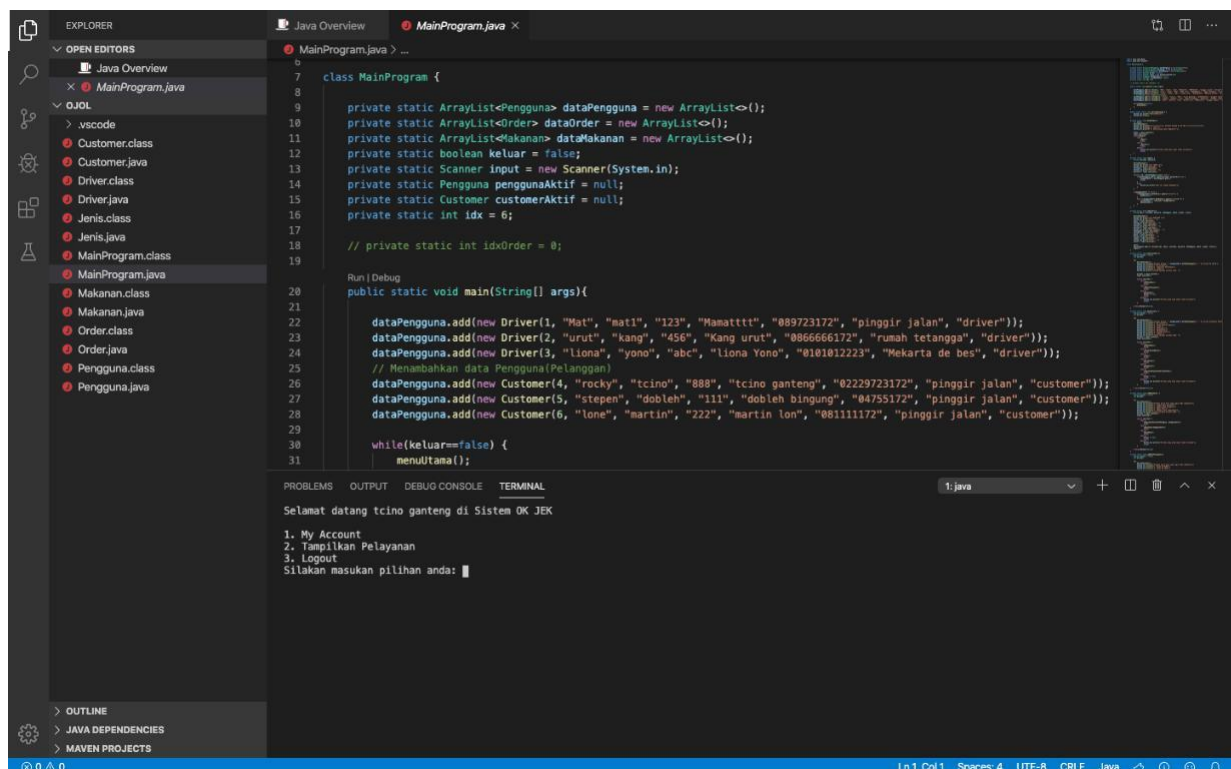 EXPLORER
OPEN EDITORS
Java Overview
MainProgram.java
OJOL
.vscode
Customer.class
Customer.java
Driver.class
Driver.java
Jenis.class
Jenis.java
MainProgram.class
MainProgram.java
Makanan.class
Makanan.java
Order.class
Order.java
Pengguna.class
Pengguna.java
OUTLINE
JAVA DEPENDENCIES
MAVEN PROJECTS
Java Overview MainProgram.java
MainProgram.java > ...
6
7 class MainProgram {
8
9 private static ArrayList<Pengguna> dataPengguna = new ArrayList<>();
10 private static ArrayList<Order> dataOrder = new ArrayList<>();
11 private static ArrayList<Makanan> dataMakanan = new ArrayList<>();
12 private static boolean keluar = false;
13 private static Scanner input = new Scanner(System.in);
14 private static Pengguna penggunaAktif = null;
15 private static Customer customerAktif = null;
16 private static int idx = 6;
17
18 // private static int idxOrder = 0;
19
Run | Debug
20 public static void main(String[] args){
21
22 dataPengguna.add(new Driver(1, "Mat", "mat1", "123", "Mamatttt", "089723172", "pinggir jalan", "driver"));
23 dataPengguna.add(new Driver(2, "urut", "kang", "456", "Kang urut", "0866666172", "rumah tetangga", "driver"));
24 dataPengguna.add(new Driver(3, "liona", "yono", "abc", "liona Yono", "0101012223", "Mekarta de bes", "driver"));
25 // Menambahkan data Pengguna(Pelanggan)
26 dataPengguna.add(new Customer(4, "rocky", "tcino", "888", "tcino ganteng", "02229723172", "pinggir jalan", "customer"));
27 dataPengguna.add(new Customer(5, "stepen", "dobleh", "111", "dobleh bingung", "04755172", "pinggir jalan", "customer"));
28 dataPengguna.add(new Customer(6, "lone", "martin", "222", "martin lon", "081111172", "pinggir jalan", "customer"));
29
30 while(keluar==false) {
31 menuUtama();
PROBLEMS OUTPUT DEBUG CONSOLE TERMINAL 1: java
Selamat datang tcino ganteng di Sistem OK JEK
1. My Account
2. Tampilkan Pelayanan
3. Logout
Silakan masukan pilihan anda:
0 0 Ln 1, Col 1 Spaces: 4 UTF-8 CRLF Java